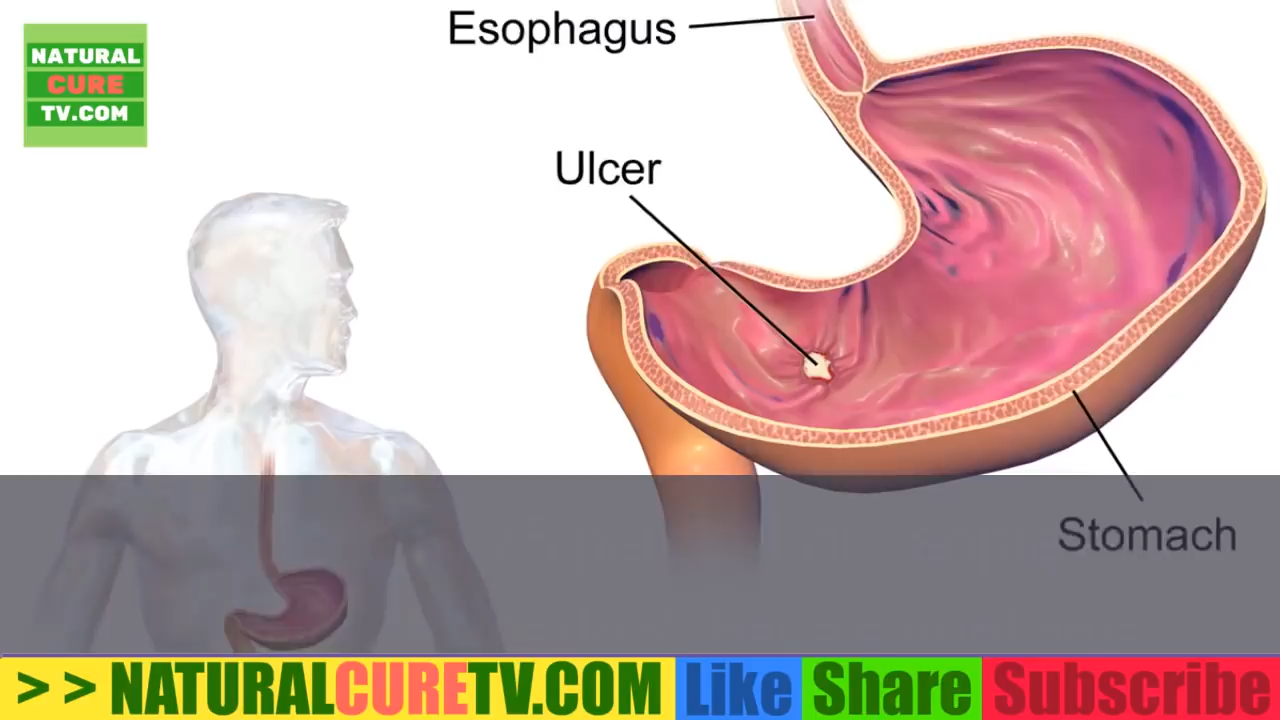 Esophagus
NATURAL
CURE
TV.COM
Ulcer
Stomach
> > NATURALCURETV.COM Like Share Subscribe